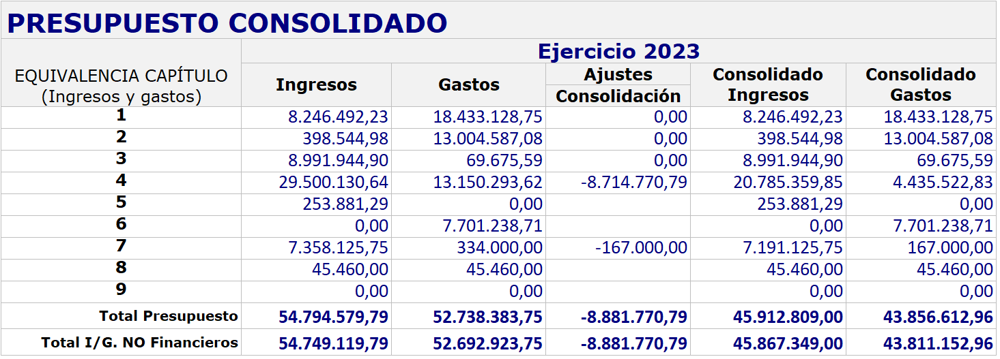 PRESUPUESTO CONSOLIDADO
Ejercicio 2023
EQUIVALENCIA CAPÍTULO
(Ingresos y gastos)
Ingresos
Gastos
Ajustes
Consolidación
Consolidado
Ingresos
Consolidado
Gastos
1 8.246.492,23 18.433.128,75 0,00 8.246.492,23 18.433.128,75
2 398.544,98 13.004.587,08 0,00 398.544,98 13.004.587,08
3 8.991.944,90 69.675,59 0,00 8.991.944,90 69.675,59
4 29.500.130,64 13.150.293,62 -8.714.770,79 20.785.359,85 4.435.522,83
5 253.881,29 0,00 253.881,29 0,00
6 0,00 7.701.238,71 0,00 7.701.238,71
7 7.358.125,75 334.000,00 -167.000,00 7.191.125,75 167.000,00
8 45.460,00 45.460,00 45.460,00 45.460,00
9 0,00 0,00 0,00 0,00
Total Presupuesto 54.794.579,79 52.738.383,75 -8.881.770,79 45.912.809,00 43.856.612,96
Total I/G. NO Financieros 54.749.119,79 52.692.923,75 -8.881.770,79 45.867.349,00 43.811.152,96